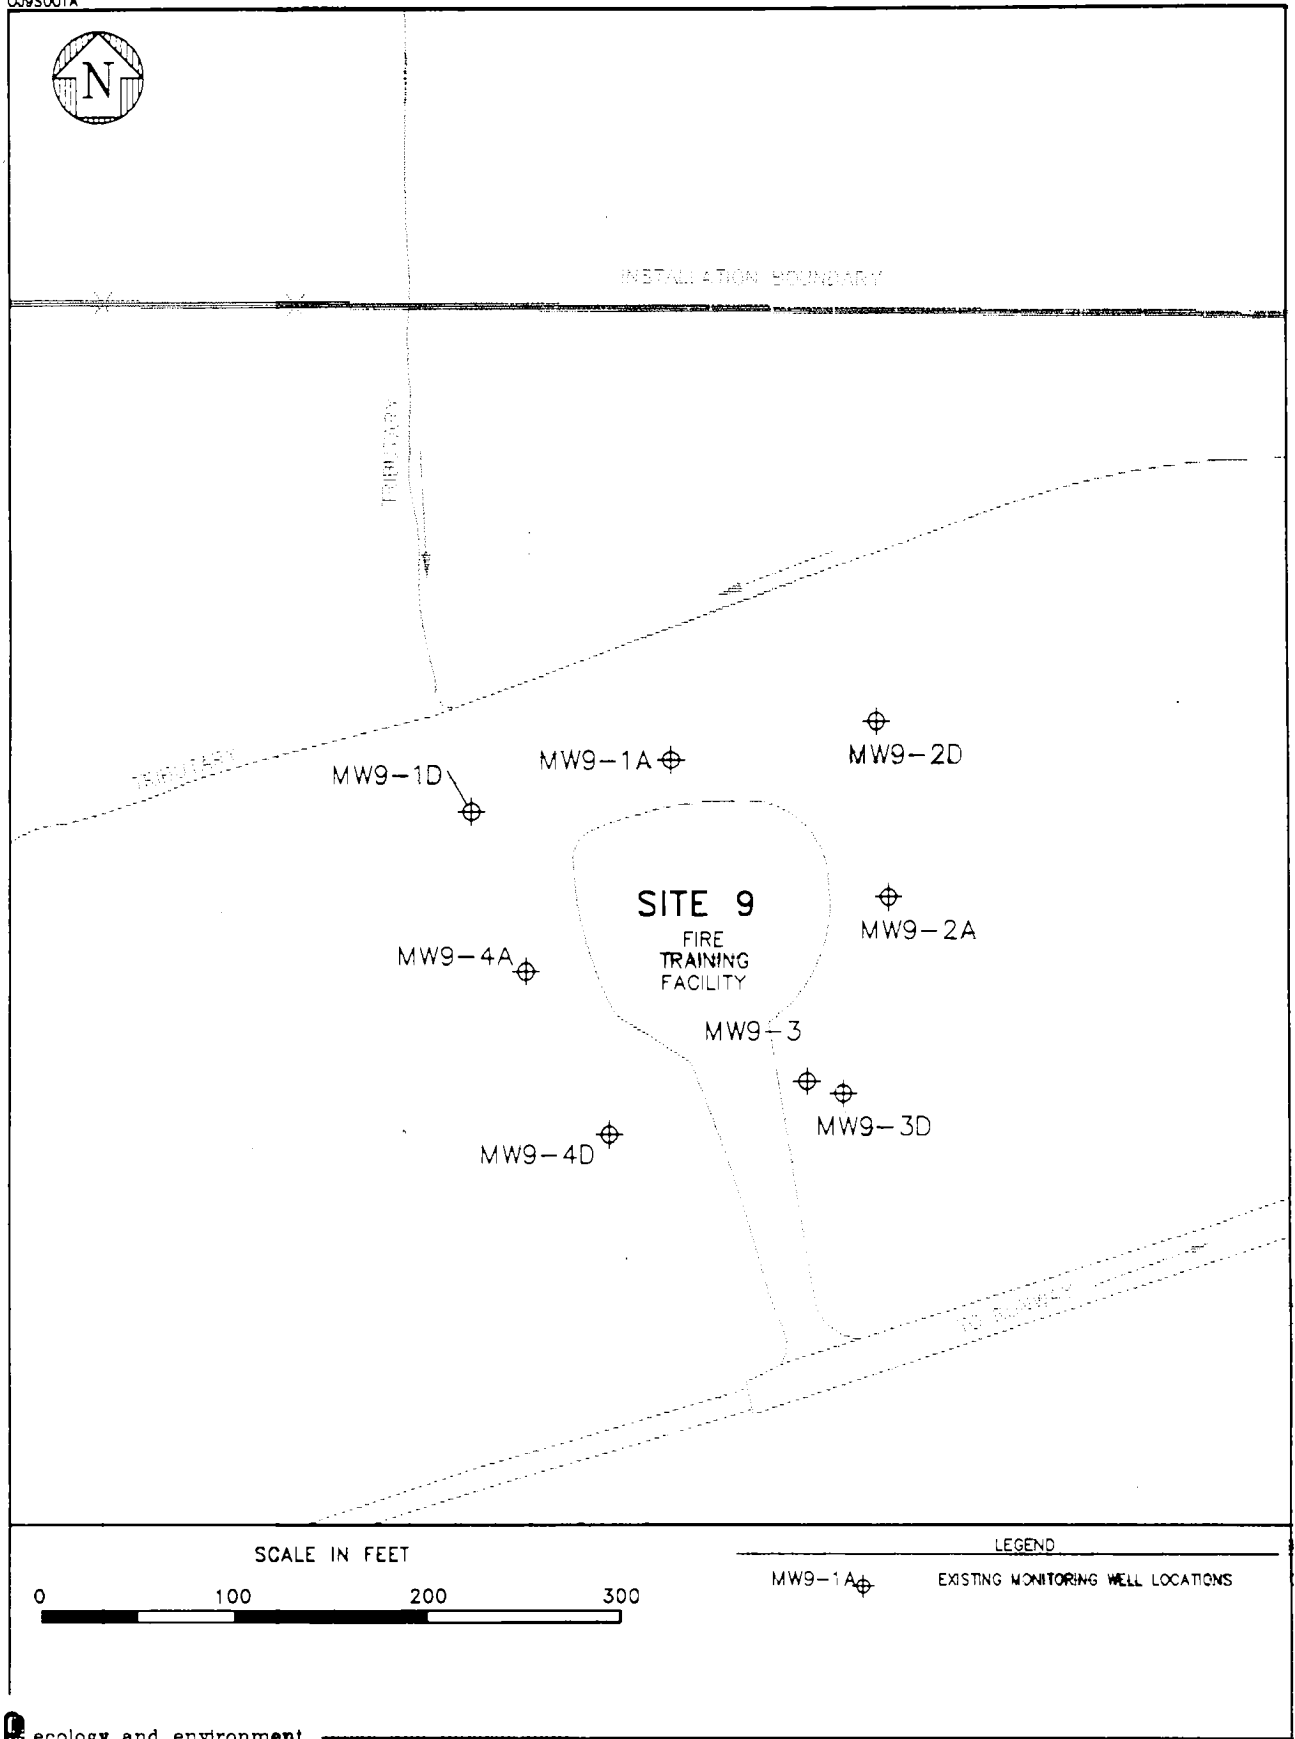 N
INSTALLATION BOUNDARY
TRIBUTARY
TRIBUTARY
MW9-1D
MW9-1A
MW9-2D
SITE 9
FIRE
TRAINING
FACILITY
MW9-2A
MW9-4A
MW9-3
MW9-3D
MW9-4D
TO RUNWAY
SCALE IN FEET
0 100 200 300
LEGEND
MW9-1A EXISTING MONITORING WELL LOCATIONS
ecology and environment